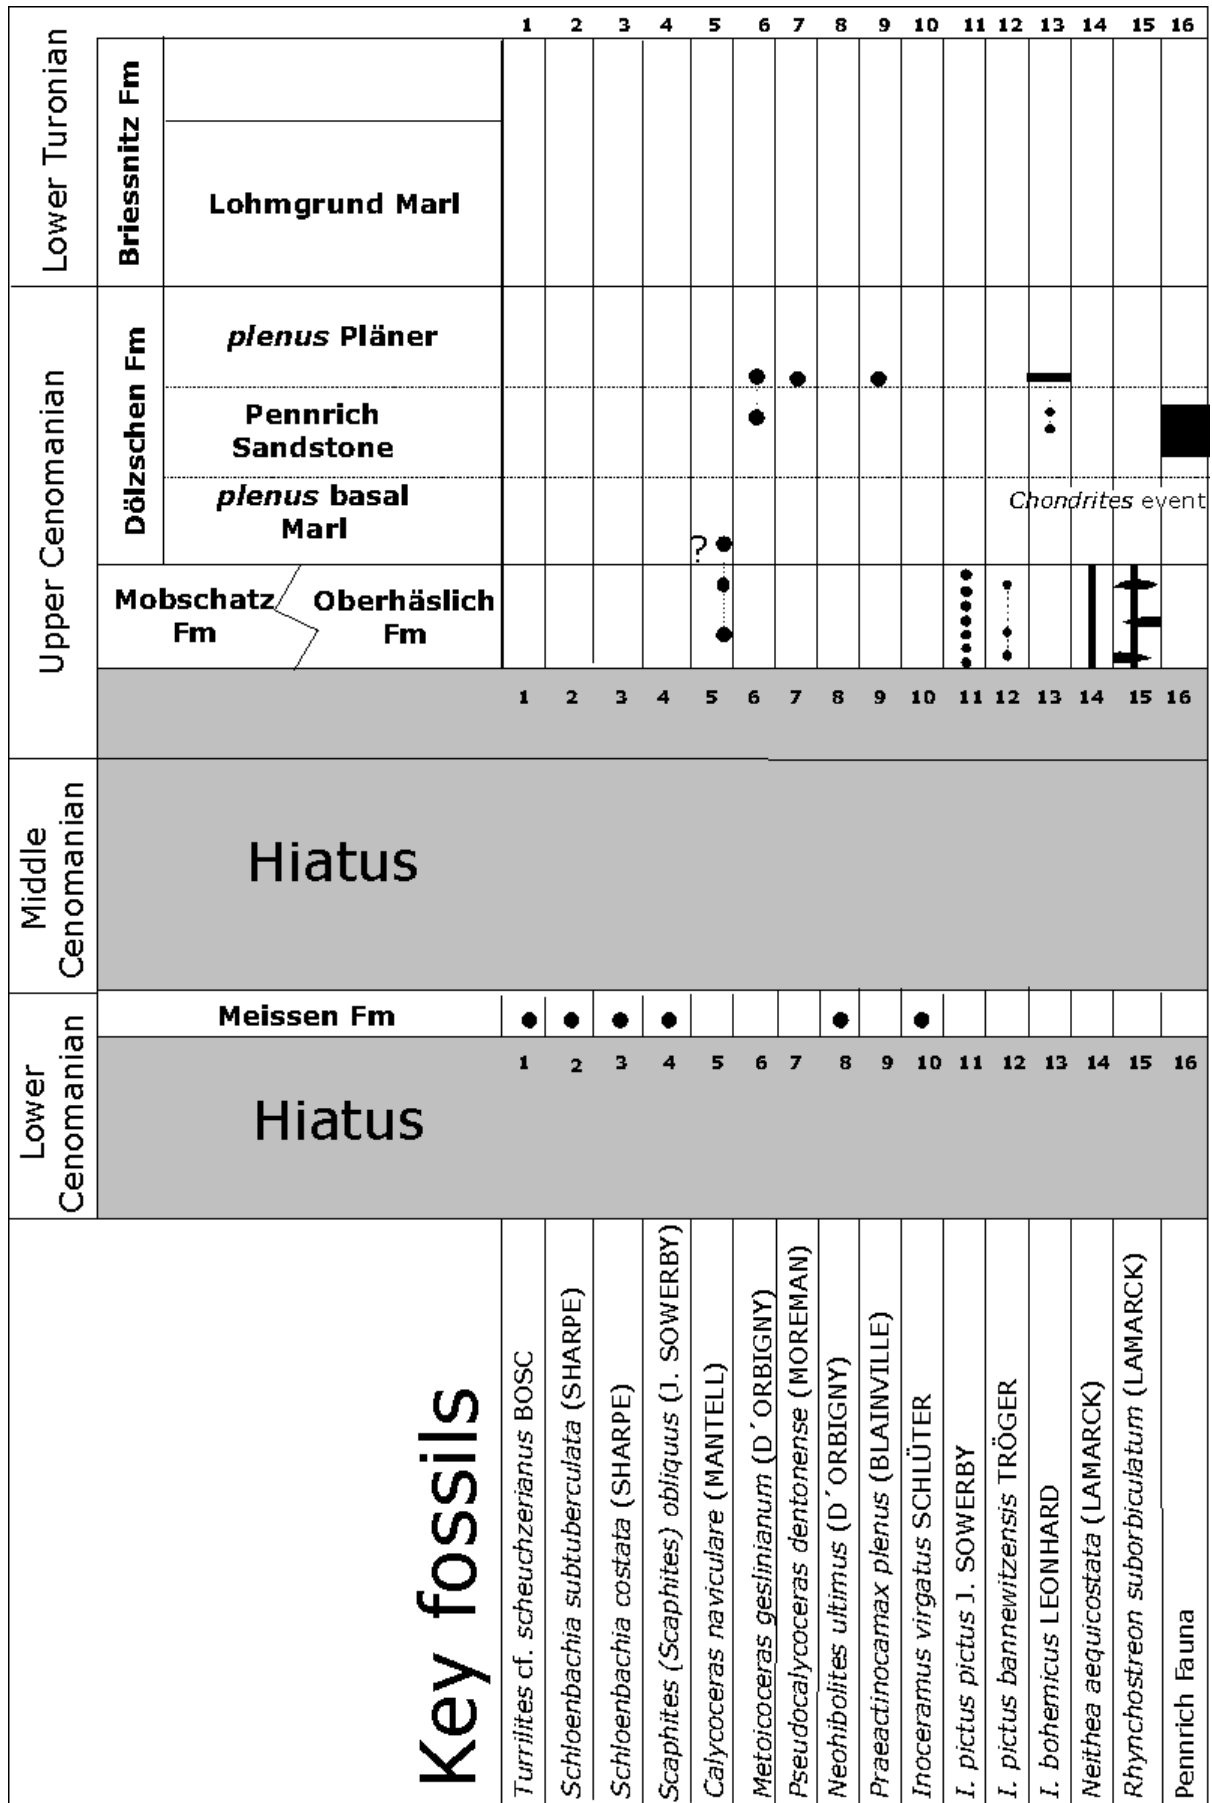 1 2 3 4 5 6 7 8 9 10 11 12 13 14 15 16
Lower Turonian
Briessnitz Fm
Lohmgrund Marl
Upper Cenomanian
Dölzschen Fm
plenus Pläner
Pennrich
Sandstone
plenus basal
Marl
Chondrites event
?
Mobschatz
Fm
Oberhäslich
Fm
1 2 3 4 5 6 7 8 9 10 11 12 13 14 15 16
Middle
Cenomanian
Hiatus
Lower
Cenomanian
Meissen Fm
1 2 3 4 5 6 7 8 9 10 11 12 13 14 15 16
Hiatus
Key fossils
Turrilites cf. scheuchzerianus BOSC
Schloenbachia subtuberculata (SHARPE)
Schloenbachia costata (SHARPE)
Scaphites (Scaphites) obliquus (J. SOWERBY)
Calycoceras naviculare (MANTELL)
Metoicoceras geslinianum (D´ORBIGNY)
Pseudocalycoceras dentonense (MOREMAN)
Neohibolites ultimus (D´ORBIGNY)
Praeactinocamax plenus (BLAINVILLE)
Inoceramus virgatus SCHLÜTER
I. pictus pictus J. SOWERBY
I. pictus bannewitzensis TRÖGER
I. bohemicus LEONHARD
Neithea aequicostata (LAMARCK)
Rhynchostreon suborbiculatum (LAMARCK)
Pennrich Fauna